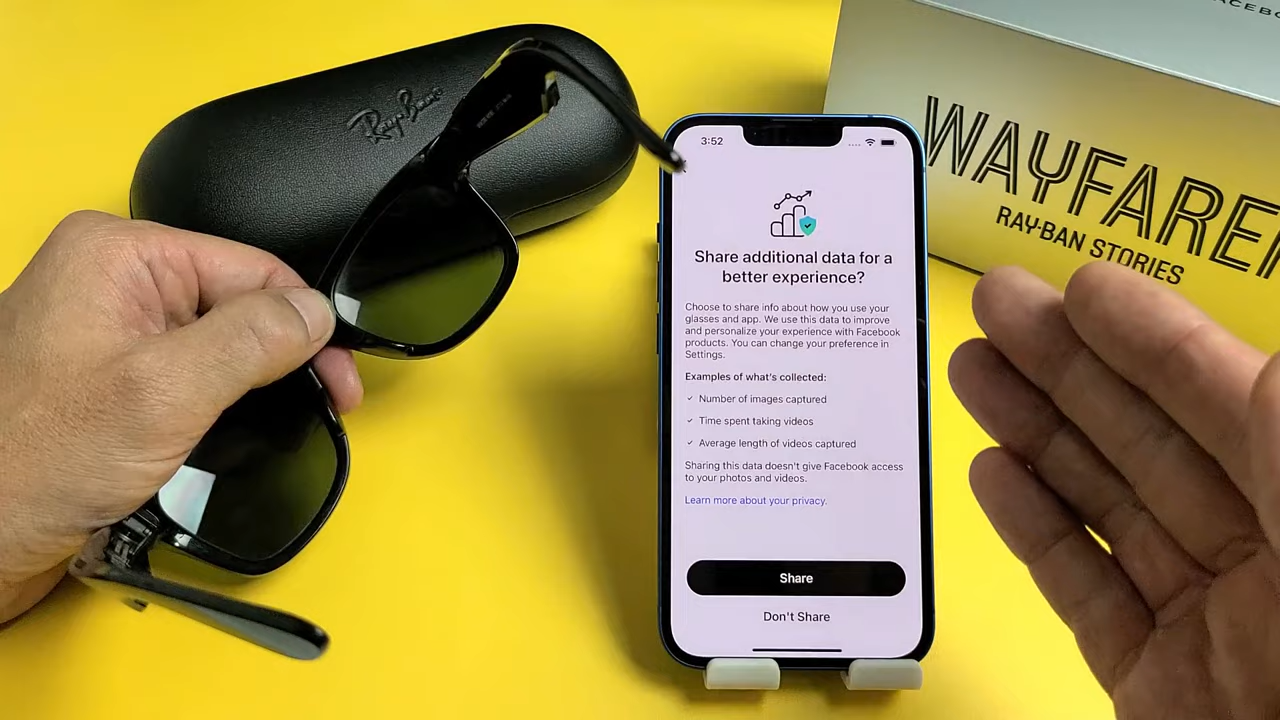 Ray-Ban
3:52
Share additional data for a
better experience?
Choose to share info about how you use your
glasses and app. We use this data to improve
and personalize your experience with Facebook
products. You can change your preference in
Settings.
Examples of what's collected:
Number of images captured
Time spent taking videos
Average length of videos captured
Sharing this data doesn't give Facebook access
to your photos and videos.
Learn more about your privacy.
Share
Don't Share
WAYFARER
RAY-BAN STORIES